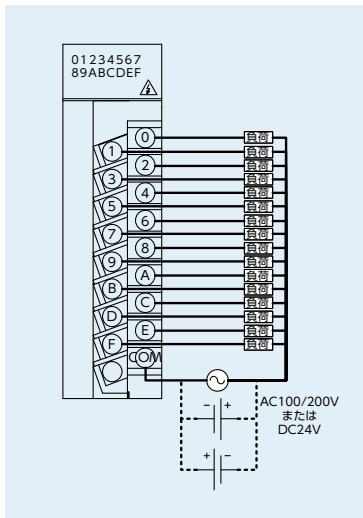 01234567
89ABCDEF
0 負荷
1 負荷
2 負荷
3 負荷
4 負荷
5 負荷
6 負荷
7 負荷
8 負荷
9 負荷
A 負荷
B 負荷
C 負荷
D 負荷
E 負荷
F 負荷
COM
AC100/200V
または
DC24V
− +
+ −